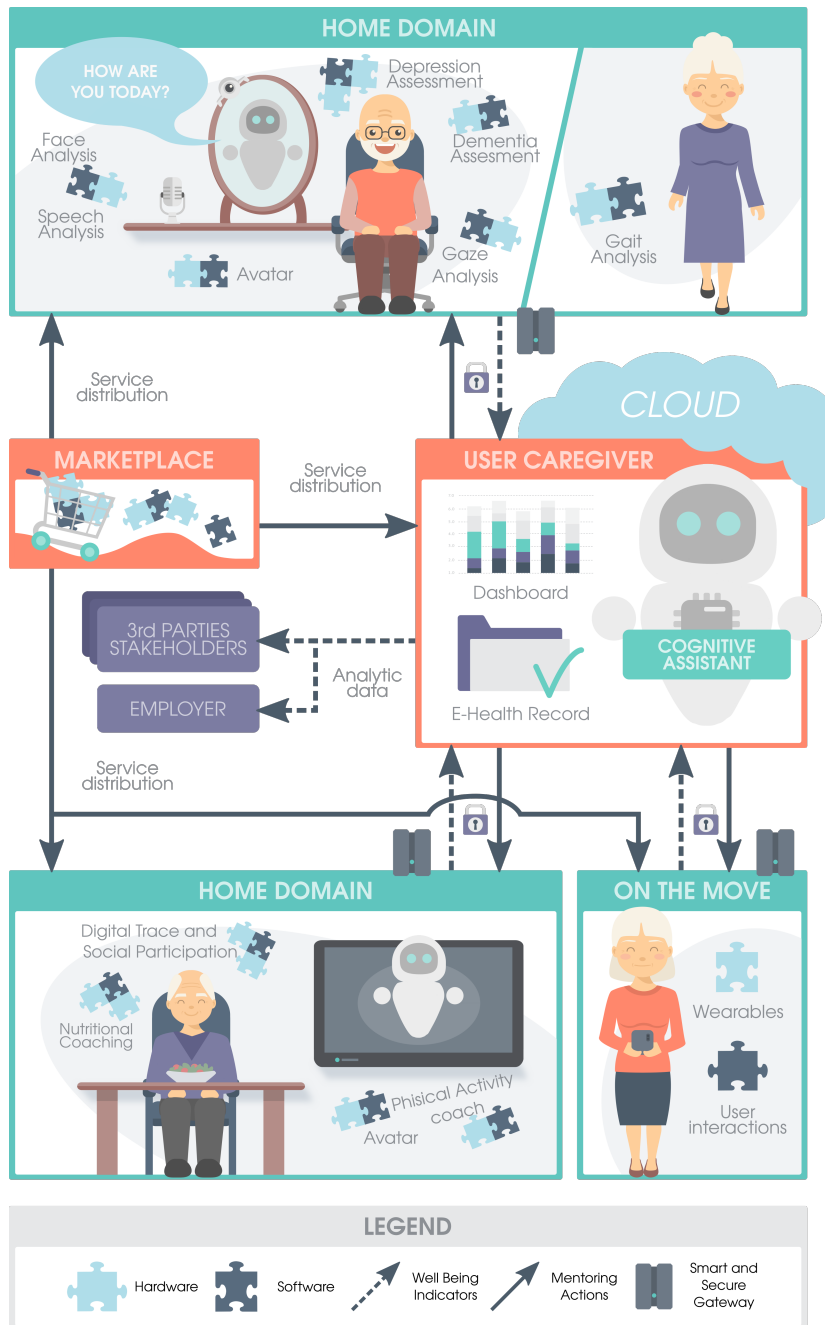 HOME DOMAIN
HOW ARE
YOU TODAY?
Depression
Assessment
Face
Analysis
Dementia
Assesment
Speech
Analysis
Gait
Analysis
Gaze
Analysis
Avatar
Service
distribution
CLOUD
MARKETPLACE
USER CAREGIVER
Service
distribution
Dashboard
3rd PARTIES
STAKEHOLDERS
COGNITIVE
ASSISTANT
Analytic
data
EMPLOYER
E-Health Record
Service
distribution
HOME DOMAIN
ON THE MOVE
Digital Trace and
Social Participation
Nutritional
Coaching
Wearables
Phisical Activity
coach
Avatar
User
interactions
LEGEND
Hardware
Software
Well Being
Indicators
Mentoring
Actions
Smart and
Secure
Gateway